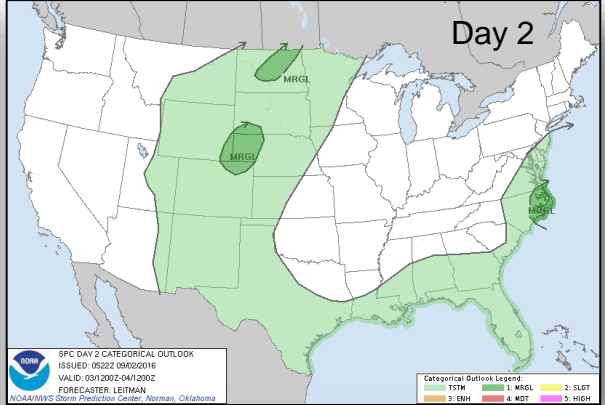 Day 2
MRGL
MRGL
MRGL
NOAA
SPC DAY 2 CATEGORICAL OUTLOOK
ISSUED: 0522Z 09/02/2016
VALID: 03/1200Z-04/1200Z
FORECASTER: LEITMAN
NOAA/NWS Storm Prediction Center, Norman, Oklahoma
Categorical Outlook Legend:
TSTM 1: MRGL 2: SLGT
3: ENH 4: MDT 5: HIGH